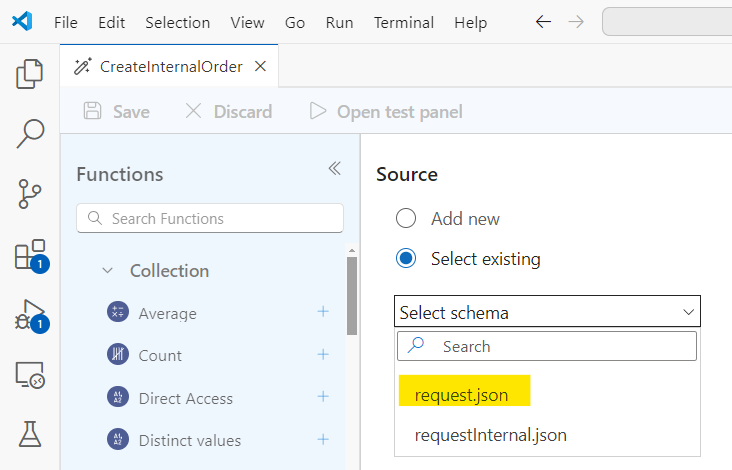 File Edit Selection View Go Run Terminal Help
CreateInternalOrder
Save Discard Open test panel
Functions
Search Functions
Collection
Average
Count
Direct Access
Distinct values
1
1
Source
Add new
Select existing
Select schema
Search
request.json
requestInternal.json